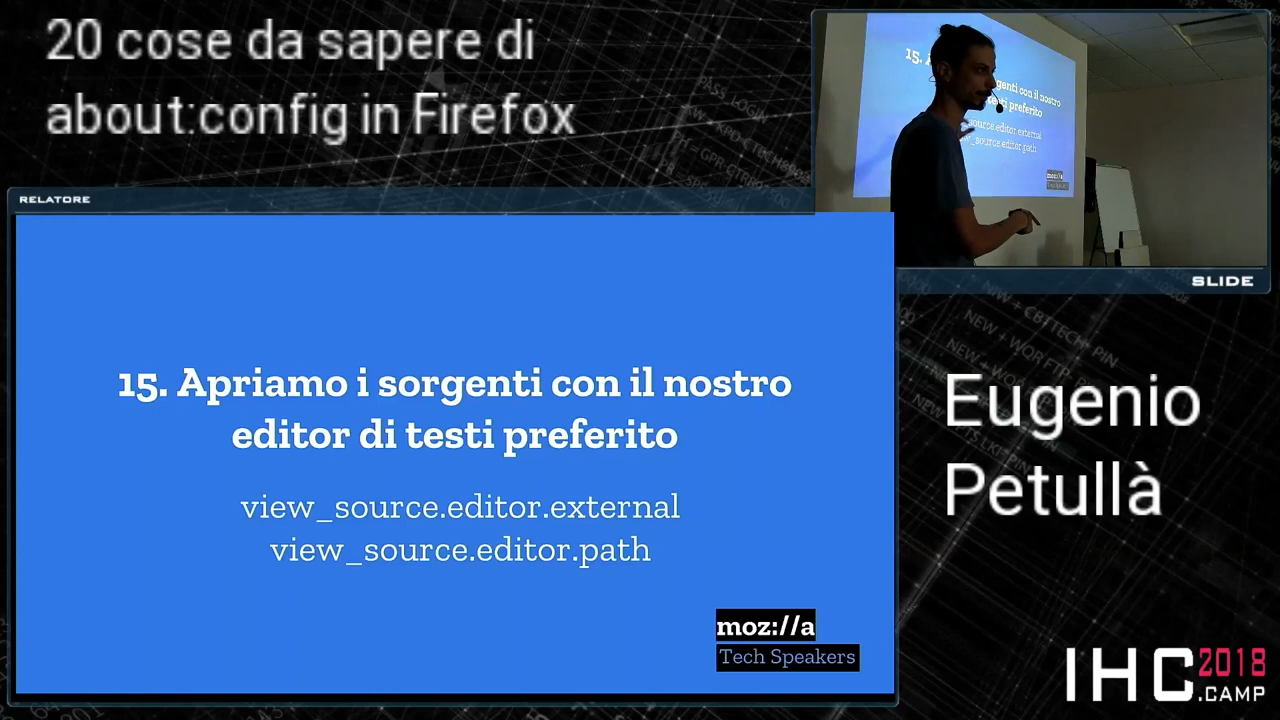 20 cose da sapere di
about:config in Firefox
RELATORE
15. Apriamo i sorgenti con il nostro
editor di testi preferito
view_source.editor.external
view_source.editor.path
moz://a
Tech Speakers
SLIDE
Eugenio
Petullà
IHC 2018
.CAMP